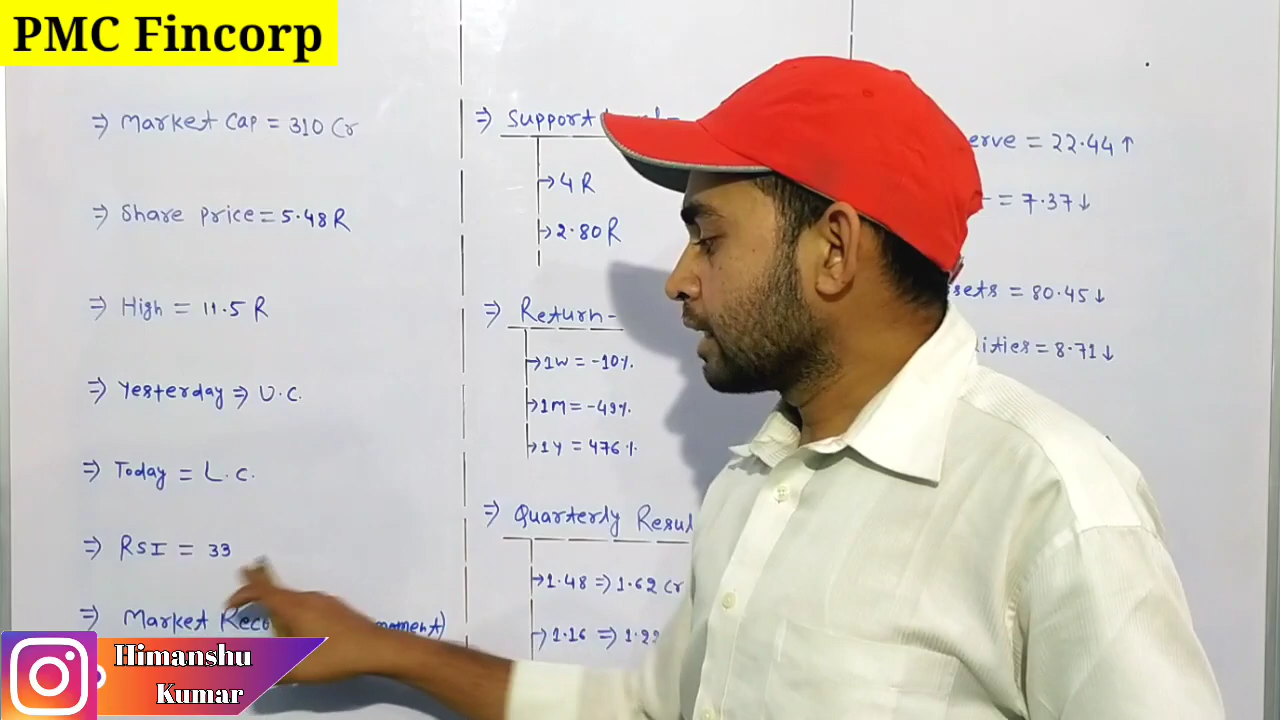 PMC Fincorp
⇒ Market Cap = 310 Cr
⇒ Share price = 5.48 R
⇒ High = 11.5 R
⇒ Yesterday ⇒ U.C.
⇒ Today = L.C.
⇒ RSI = 33
⇒ Market
Himanshu
Kumar
⇒ Support
→ 4 R
→ 2.80 R
⇒ Return-
→ 1W = -10%.
→ 1M = -49%.
→ 1Y = 476%.
⇒ Quarterly Resul
→ 1.48 ⇒ 1.62 Cr
→ 1.16 ⇒
erve = 22.44 ↑
= 7.37 ↓
sets = 80.45 ↓
ities = 8.71 ↓